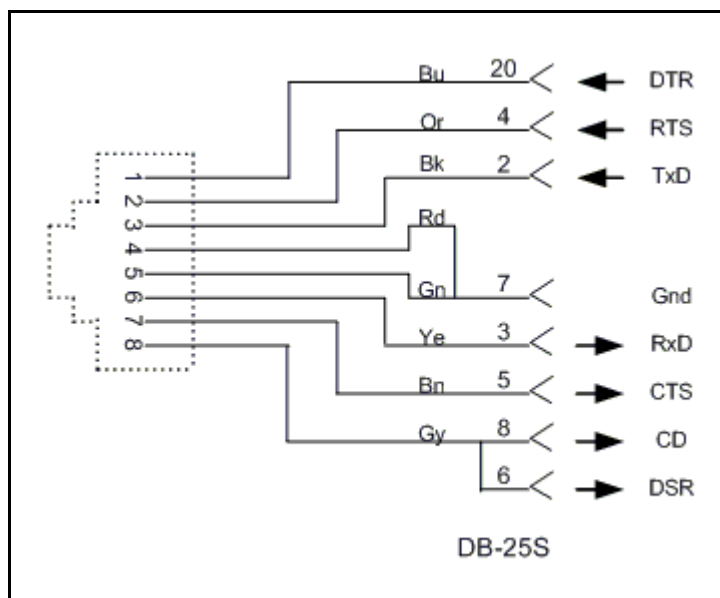 Bu 20 DTR
Or 4 RTS
1 Bk 2 TxD
2
3 Rd
4
5 Gn 7 Gnd
6
7 Ye 3 RxD
8
Bn 5 CTS
Gy 8 CD
6 DSR
DB-25S